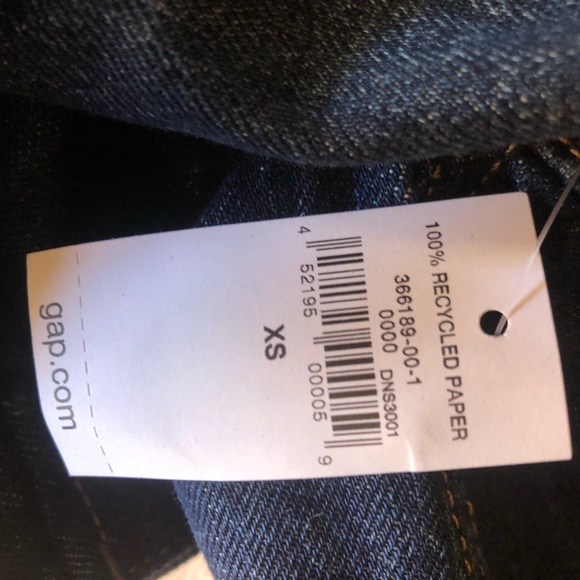 100% RECYCLED PAPER
366189-00-1
0000 DNS3001
4 52195 00005 9
XS
gap.com